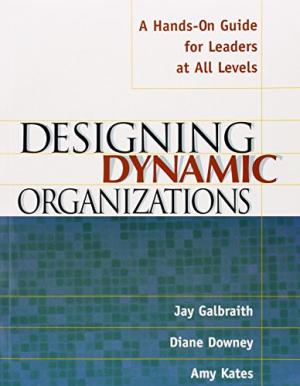 A Hands-On Guide
for Leaders
at All Levels
DESIGNING
DYNAMIC
ORGANIZATIONS
Jay Galbraith
Diane Downey
Amy Kates